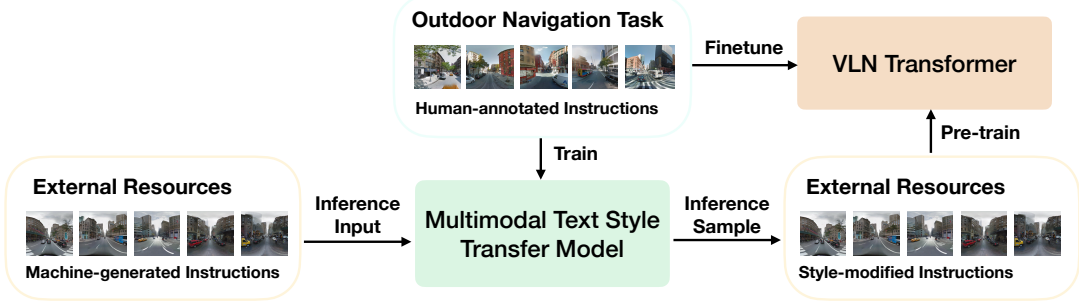 Outdoor Navigation Task
Human-annotated Instructions
Finetune
VLN Transformer
Train
Pre-train
External Resources
Machine-generated Instructions
Inference
Input
Multimodal Text Style
Transfer Model
Inference
Sample
External Resources
Style-modified Instructions